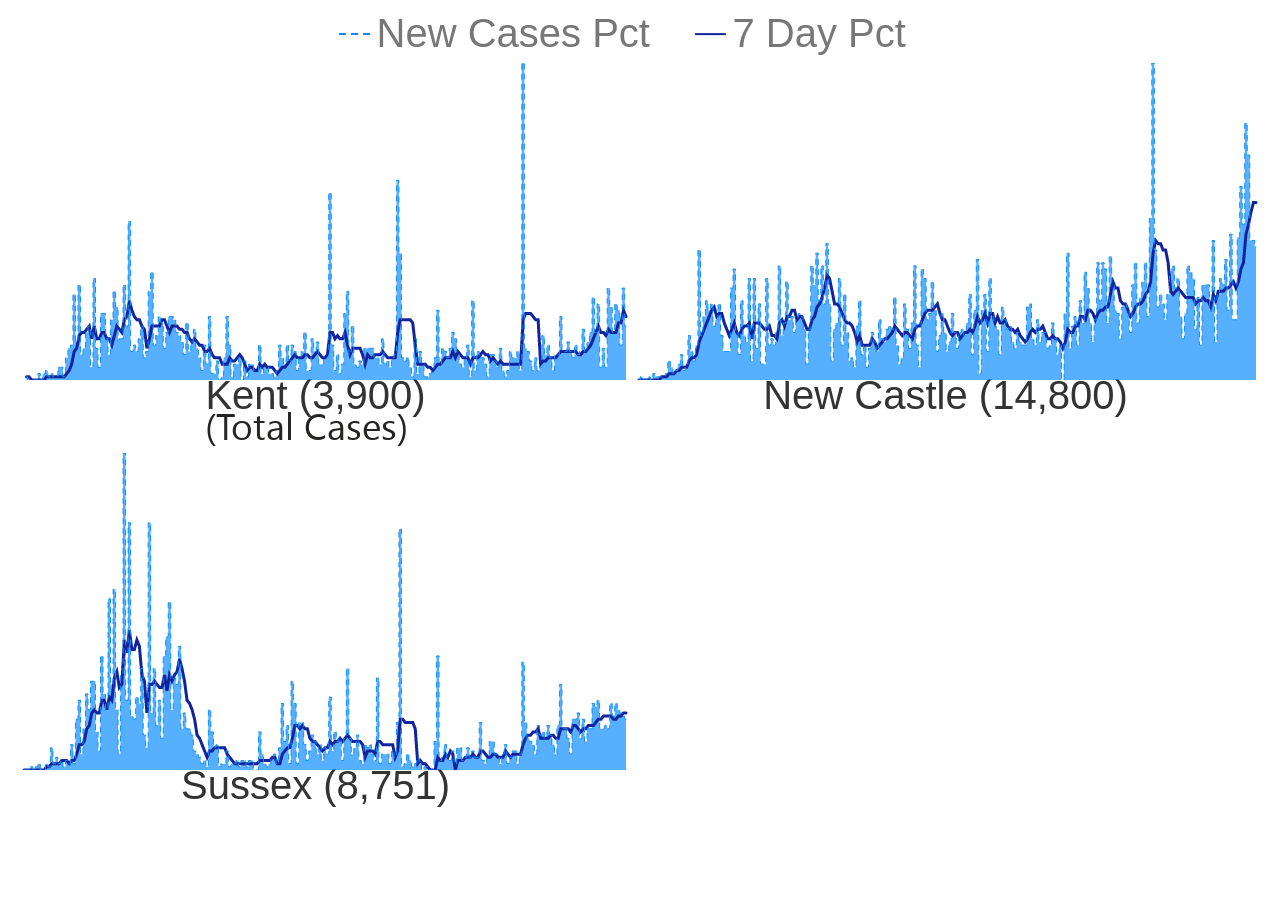 New Cases Pct 7 Day Pct
Kent (3,900) New Castle (14,800)
(Total Cases)
Sussex (8,751)